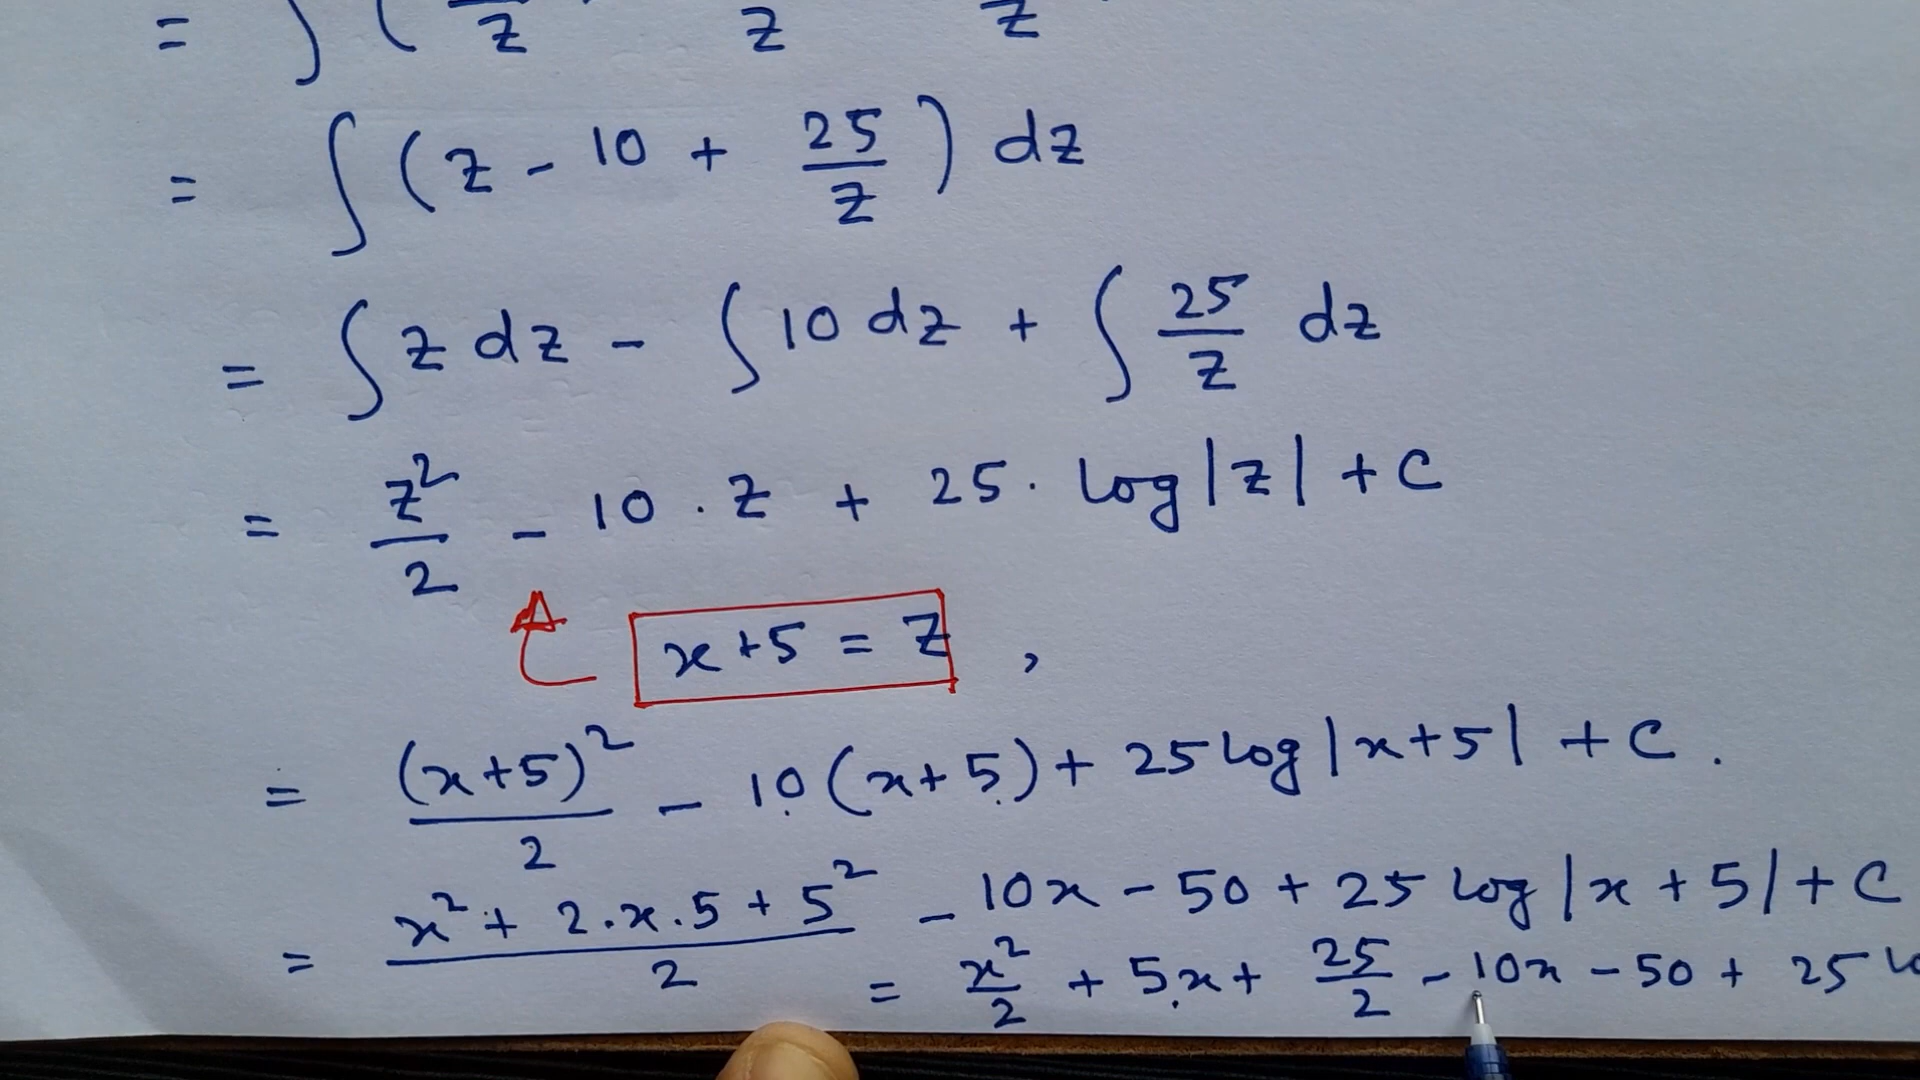 = ∫ ( /z z z
= ∫ (z - 10 + 25/z) dz
= ∫ z dz - ∫ 10 dz + ∫ 25/z dz
= z²/2 - 10 . z + 25 . log|z| + C
x+5 = z ,
= (x+5)²/2 - 10(x+5) + 25 log|x+5| + C .
= x² + 2.x.5 + 5²/2 - 10x - 50 + 25 log|x+5| + C
= x²/2 + 5x + 25/2 - 10x - 50 + 25 lo